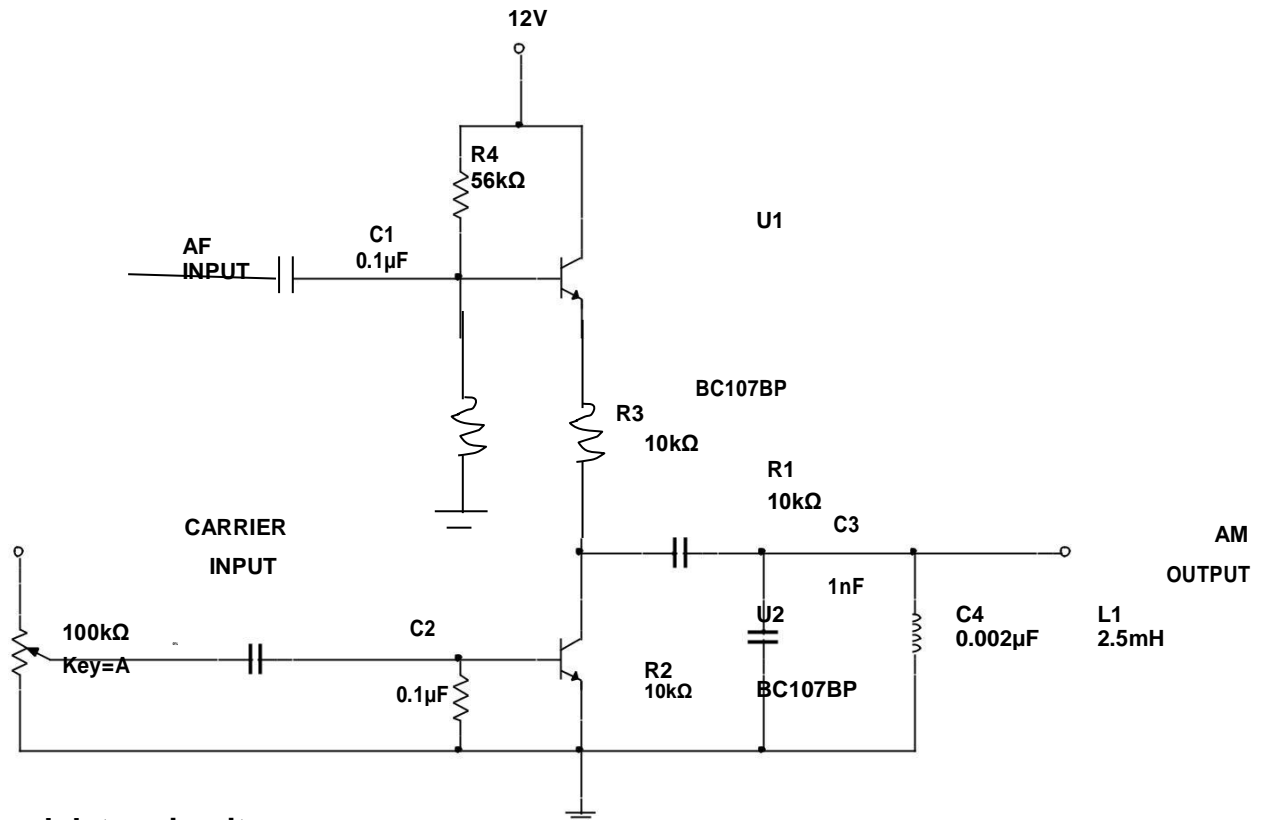 12V
R4
56kΩ
U1
C1
0.1µF
AF
INPUT
BC107BP
R3
10kΩ
R1
10kΩ
C3
CARRIER
INPUT
AM
OUTPUT
1nF
100kΩ
Key=A
C2
0.1µF
R2
10kΩ
U2
BC107BP
C4
0.002µF
L1
2.5mH